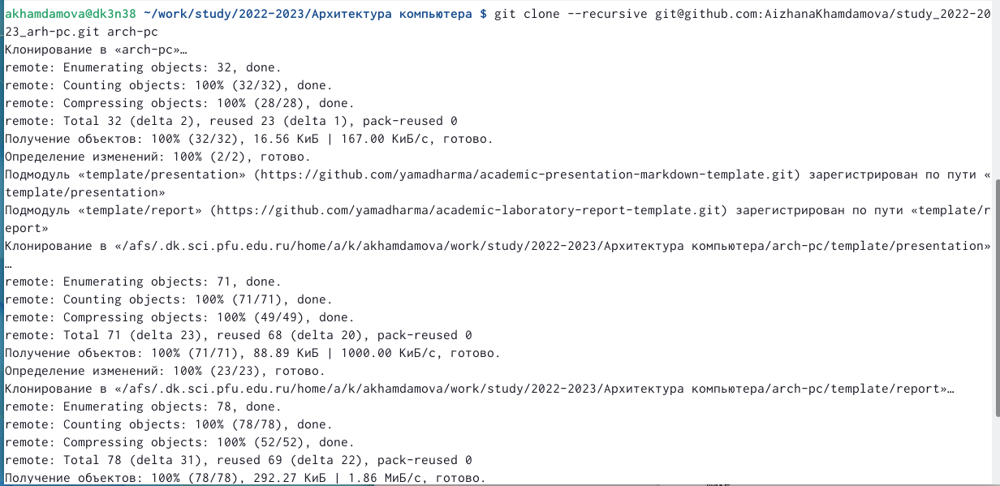 akhamdamova@dk3n38 ~/work/study/2022-2023/Архитектура компьютера $ git clone --recursive git@github.com:AizhanaKhamdamova/study_2022-20
23_arh-pc.git arch-pc
Клонирование в «arch-pc»…
remote: Enumerating objects: 32, done.
remote: Counting objects: 100% (32/32), done.
remote: Compressing objects: 100% (28/28), done.
remote: Total 32 (delta 2), reused 23 (delta 1), pack-reused 0
Получение объектов: 100% (32/32), 16.56 КиБ | 167.00 КиБ/с, готово.
Определение изменений: 100% (2/2), готово.
Подмодуль «template/presentation» (https://github.com/yamadharma/academic-presentation-markdown-template.git) зарегистрирован по пути «
template/presentation»
Подмодуль «template/report» (https://github.com/yamadharma/academic-laboratory-report-template.git) зарегистрирован по пути «template/r
eport»
Клонирование в «/afs/.dk.sci.pfu.edu.ru/home/a/k/akhamdamova/work/study/2022-2023/Архитектура компьютера/arch-pc/template/presentation»
…
remote: Enumerating objects: 71, done.
remote: Counting objects: 100% (71/71), done.
remote: Compressing objects: 100% (49/49), done.
remote: Total 71 (delta 23), reused 68 (delta 20), pack-reused 0
Получение объектов: 100% (71/71), 88.89 КиБ | 1000.00 КиБ/с, готово.
Определение изменений: 100% (23/23), готово.
Клонирование в «/afs/.dk.sci.pfu.edu.ru/home/a/k/akhamdamova/work/study/2022-2023/Архитектура компьютера/arch-pc/template/report»…
remote: Enumerating objects: 78, done.
remote: Counting objects: 100% (78/78), done.
remote: Compressing objects: 100% (52/52), done.
remote: Total 78 (delta 31), reused 69 (delta 22), pack-reused 0
Получение объектов: 100% (78/78), 292.27 КиБ | 1.86 МиБ/с, готово.